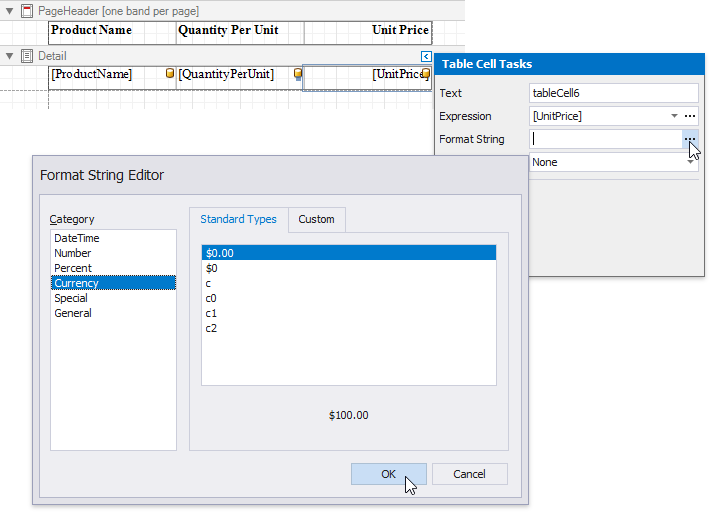 PageHeader [one band per page]
Product Name Quantity Per Unit Unit Price
Detail
[ProductName] [QuantityPerUnit] [UnitPrice]
Table Cell Tasks
Text tableCell6
Expression [UnitPrice]
Format String
None
Format String Editor
Category
DateTime
Number
Percent
Currency
Special
General
Standard Types Custom
$0.00
$0
c
c0
c1
c2
$100.00
OK Cancel